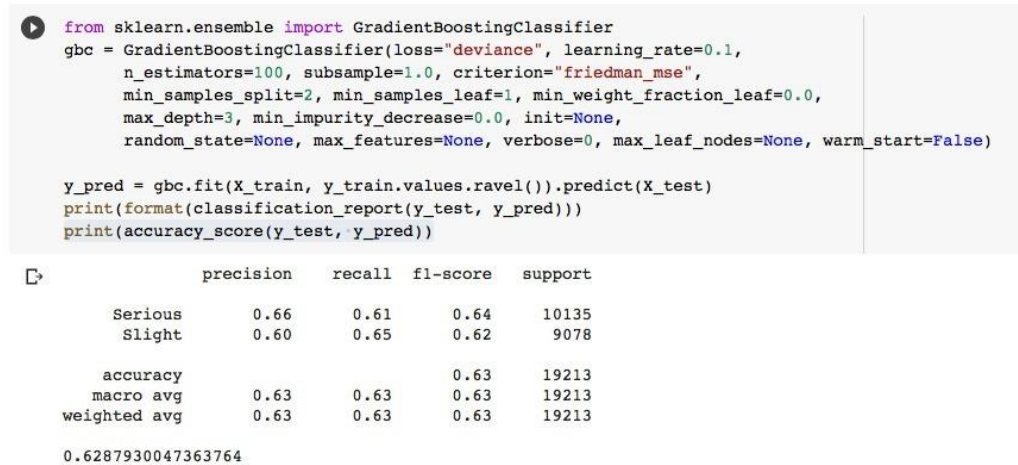 from sklearn.ensemble import GradientBoostingClassifier
gbc = GradientBoostingClassifier(loss="deviance", learning_rate=0.1,
n_estimators=100, subsample=1.0, criterion="friedman_mse",
min_samples_split=2, min_samples_leaf=1, min_weight_fraction_leaf=0.0,
max_depth=3, min_impurity_decrease=0.0, init=None,
random_state=None, max_features=None, verbose=0, max_leaf_nodes=None, warm_start=False)
y_pred = gbc.fit(X_train, y_train.values.ravel()).predict(X_test)
print(format(classification_report(y_test, y_pred)))
print(accuracy_score(y_test, y_pred))
precision recall f1-score support
Serious 0.66 0.61 0.64 10135
Slight 0.60 0.65 0.62 9078
accuracy 0.63 19213
macro avg 0.63 0.63 0.63 19213
weighted avg 0.63 0.63 0.63 19213
0.6287930047363764